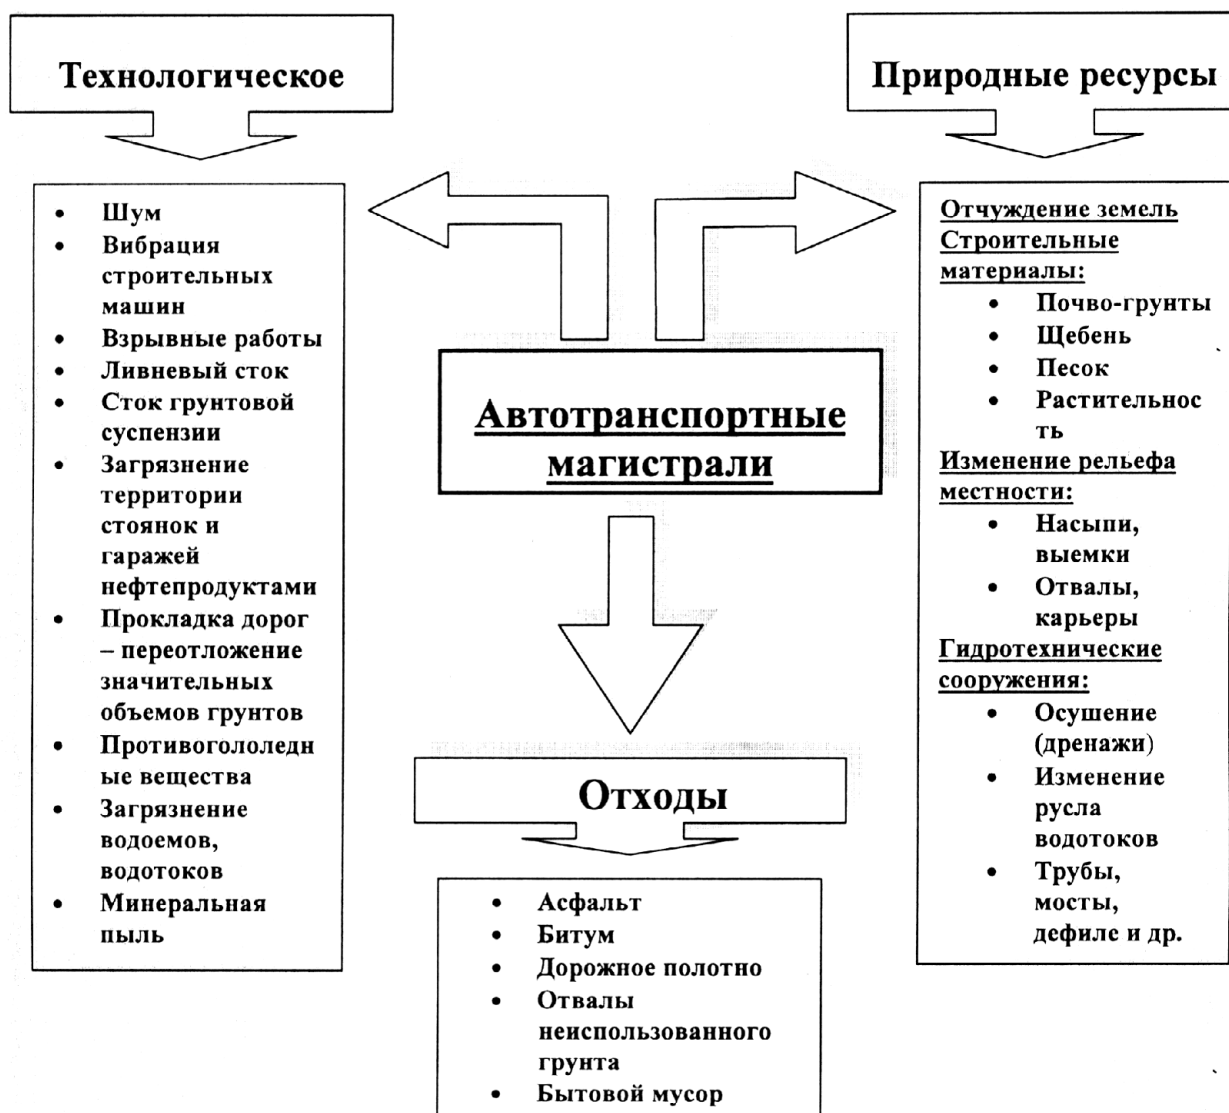 Технологическое
Природные ресурсы
• Шум
• Вибрация
строительных
машин
• Взрывные работы
• Ливневый сток
• Сток грунтовой
суспензии
• Загрязнение
территории
стоянок и
гаражей
нефтепродуктами
• Прокладка дорог
– переотложение
значительных
объемов грунтов
• Противогололедн
ые вещества
• Загрязнение
водоемов,
водотоков
• Минеральная
пыль
Автотранспортные
магистрали
Отчуждение земель
Строительные
материалы:
• Почво-грунты
• Щебень
• Песок
• Растительнос
ть
Изменение рельефа
местности:
• Насыпи,
выемки
• Отвалы,
карьеры
Гидротехнические
сооружения:
• Осушение
(дренажи)
• Изменение
русла
водотоков
• Трубы,
мосты,
дефиле и др.
Отходы
• Асфальт
• Битум
• Дорожное полотно
• Отвалы
неиспользованного
грунта
• Бытовой мусор